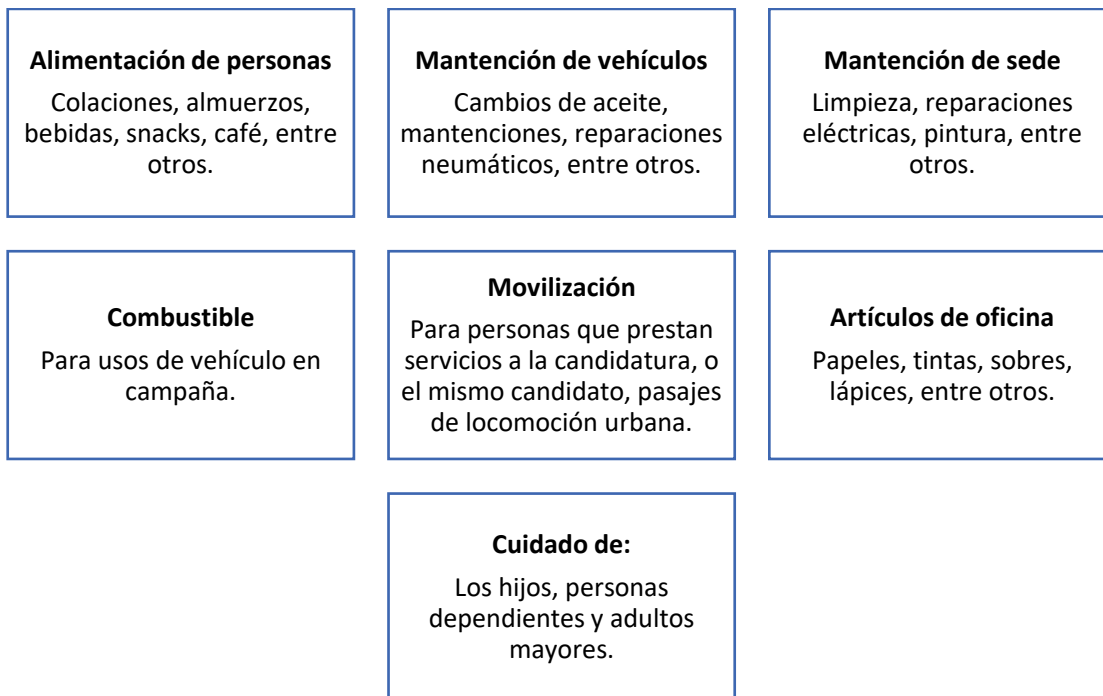 Alimentación de personas
Colaciones, almuerzos,
bebidas, snacks, café, entre
otros.
Mantención de vehículos
Cambios de aceite,
mantenciones, reparaciones
neumáticos, entre otros.
Mantención de sede
Limpieza, reparaciones
eléctricas, pintura, entre
otros.
Combustible
Para usos de vehículo en
campaña.
Movilización
Para personas que prestan
servicios a la candidatura, o
el mismo candidato, pasajes
de locomoción urbana.
Artículos de oficina
Papeles, tintas, sobres,
lápices, entre otros.
Cuidado de:
Los hijos, personas
dependientes y adultos
mayores.